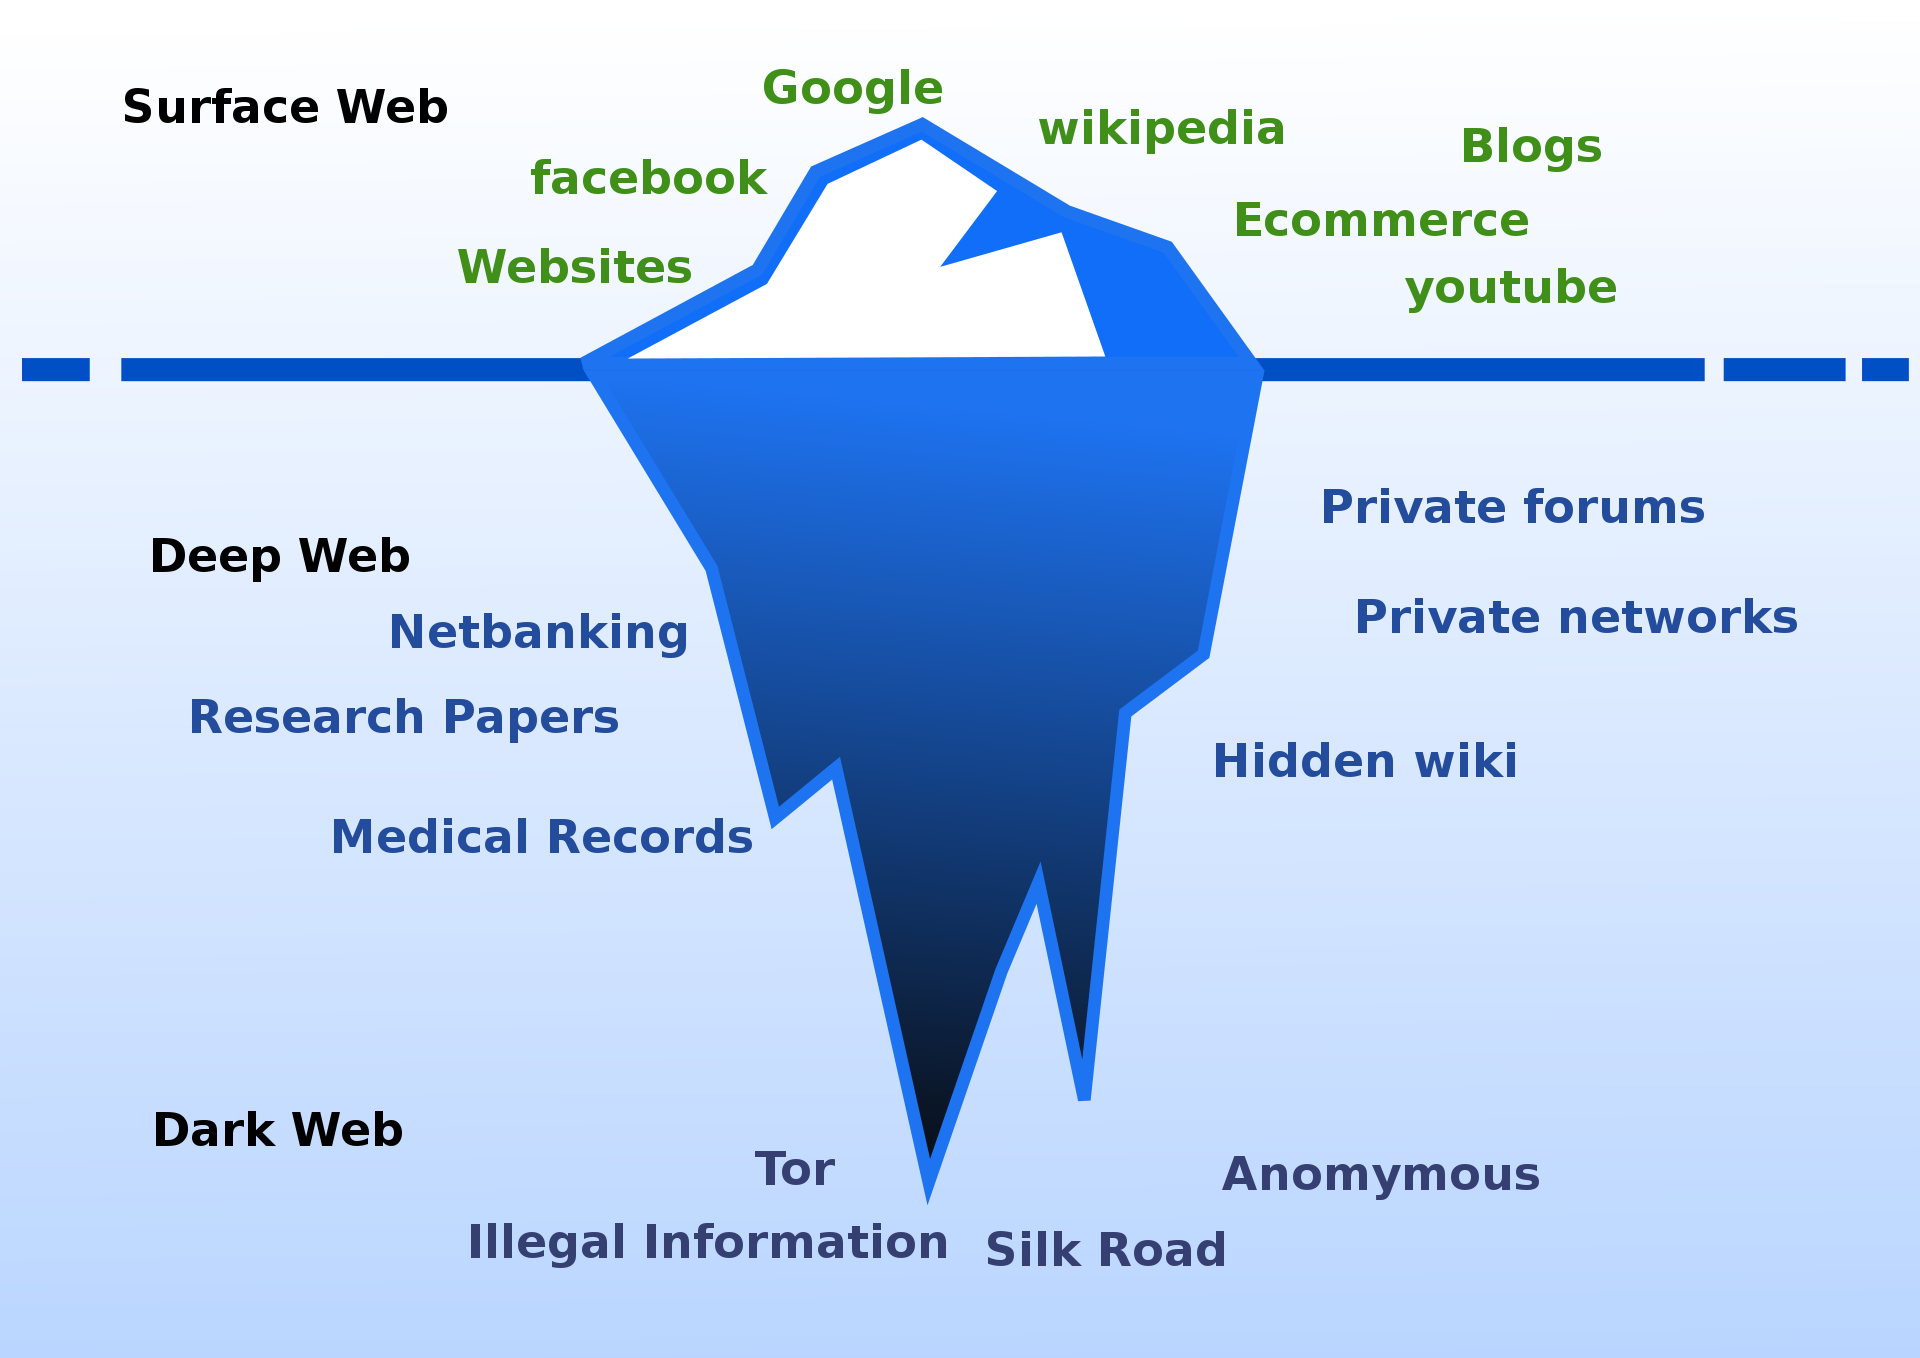 Surface Web
Google
wikipedia
Blogs
facebook
Ecommerce
Websites
youtube
Deep Web
Private forums
Netbanking
Private networks
Research Papers
Hidden wiki
Medical Records
Dark Web
Tor
Anomymous
Illegal Information
Silk Road